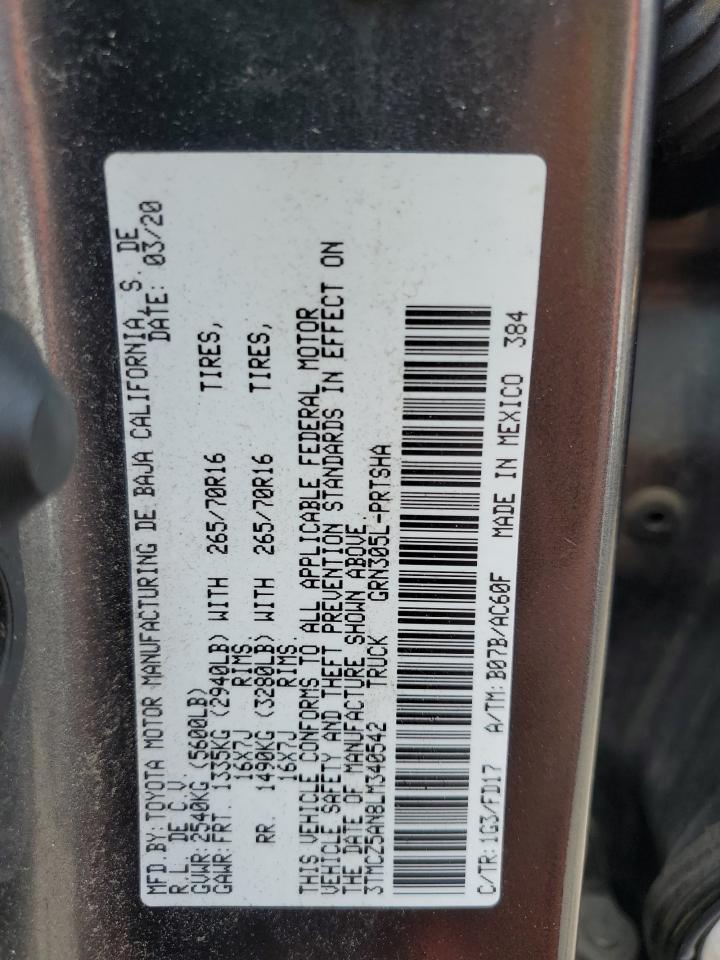 MFD.BY:TOYOTA MOTOR MANUFACTURING DE BAJA CALIFORNIA, S. DE
R.L. DE C.V. DATE: 03/20
GVWR: 2540KG (5600LB)
GAWR: FRT. 1335KG (2940LB) WITH 265/70R16 TIRES,
16X7J RIMS,
RR. 1490KG (3280LB) WITH 265/70R16 TIRES,
16X7J RIMS.
THIS VEHICLE CONFORMS TO ALL APPLICABLE FEDERAL MOTOR
VEHICLE SAFETY AND THEFT PREVENTION STANDARDS IN EFFECT ON
THE DATE OF MANUFACTURE SHOWN ABOVE.
3TMCZ5AN8LM340542 TRUCK GRN305L-PRTSHA
C/TR:1G3/FD17 A/TM:B07B/AC60F MADE IN MEXICO 384